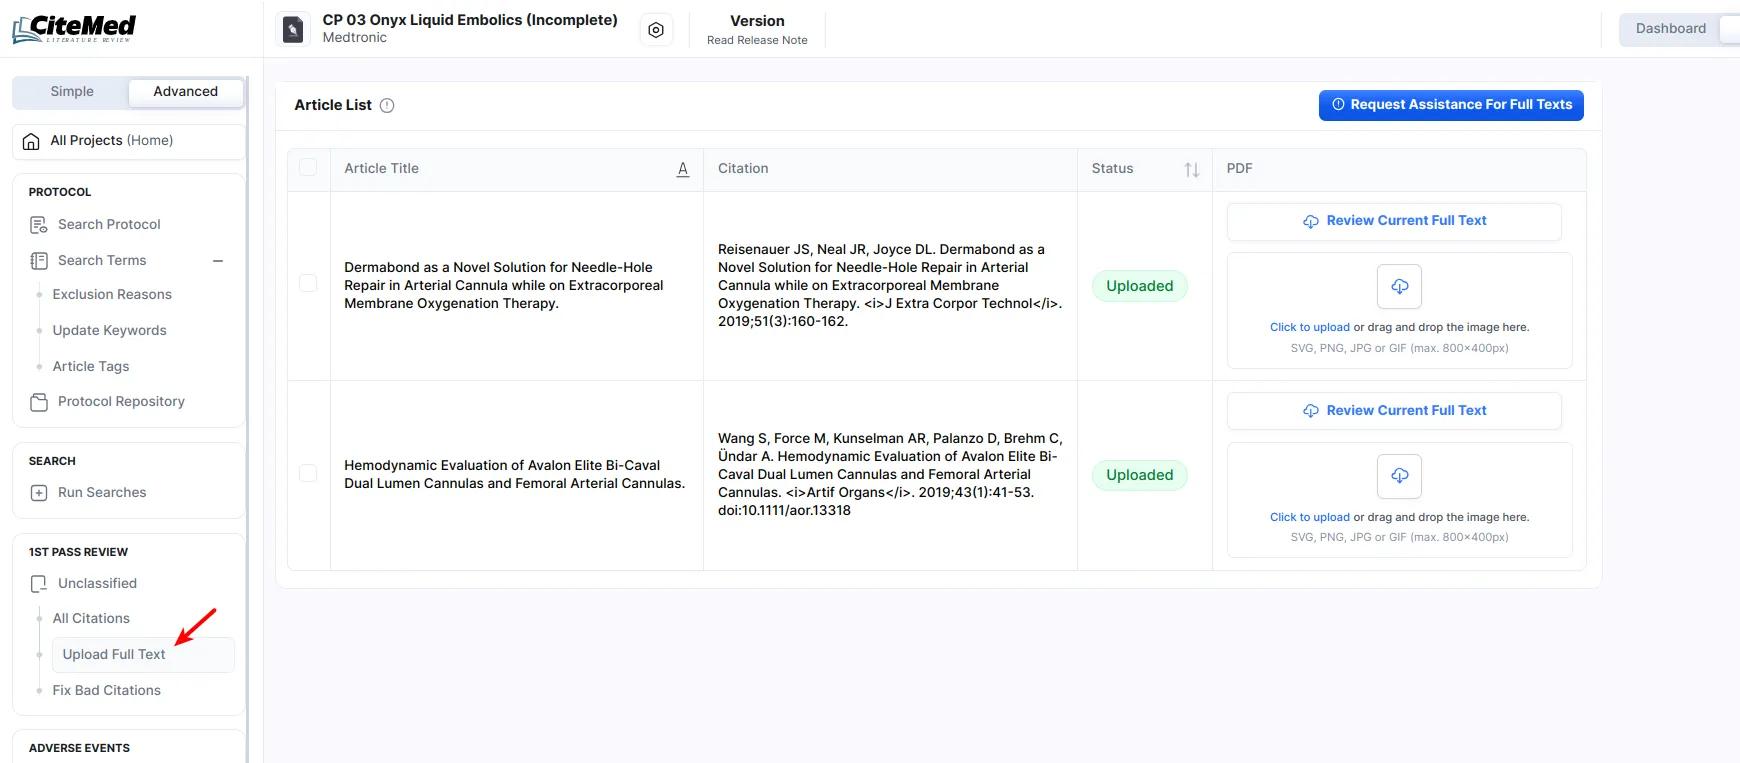 CiteMed
LITERATURE REVIEW
CP 03 Onyx Liquid Embolics (Incomplete)
Medtronic
Version
Read Release Note
Dashboard
Simple
Advanced
All Projects (Home)
PROTOCOL
Search Protocol
Search Terms
Exclusion Reasons
Update Keywords
Article Tags
Protocol Repository
SEARCH
Run Searches
1ST PASS REVIEW
Unclassified
All Citations
Upload Full Text
Fix Bad Citations
ADVERSE EVENTS
Article List
Request Assistance For Full Texts
Article Title
Citation
Status
PDF
Dermabond as a Novel Solution for Needle-Hole
Repair in Arterial Cannula while on Extracorporeal
Membrane Oxygenation Therapy.
Reisenauer JS, Neal JR, Joyce DL. Dermabond as a
Novel Solution for Needle-Hole Repair in Arterial
Cannula while on Extracorporeal Membrane
Oxygenation Therapy. <i>J Extra Corpor Technol</i>.
2019;51(3):160-162.
Uploaded
Review Current Full Text
Click to upload or drag and drop the image here.
SVG, PNG, JPG or GIF (max. 800x400px)
Hemodynamic Evaluation of Avalon Elite Bi-Caval
Dual Lumen Cannulas and Femoral Arterial Cannulas.
Wang S, Force M, Kunselman AR, Palanzo D, Brehm C,
Ündar A. Hemodynamic Evaluation of Avalon Elite Bi-
Caval Dual Lumen Cannulas and Femoral Arterial
Cannulas. <i>Artif Organs</i>. 2019;43(1):41-53.
doi:10.1111/aor.13318
Uploaded
Review Current Full Text
Click to upload or drag and drop the image here.
SVG, PNG, JPG or GIF (max. 800x400px)